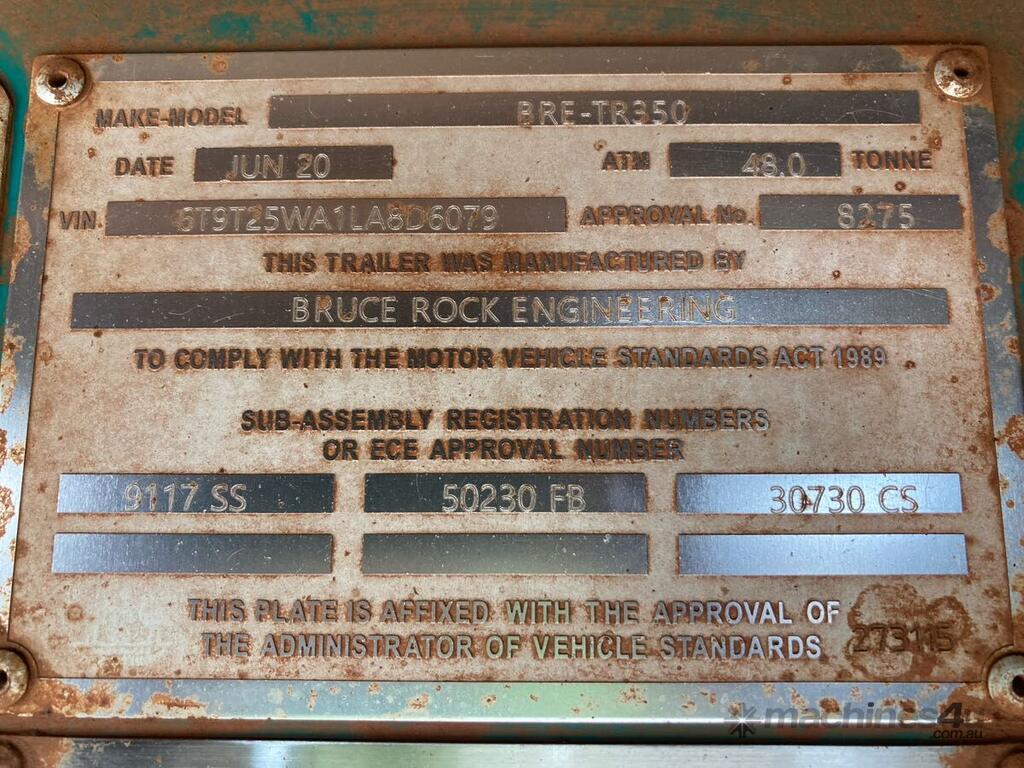 MAKE-MODEL BRE-TR350
DATE JUN 20 ATM 48.0 TONNE
VIN. 6T9T25WA1LA8D6079 APPROVAL No. 8275
THIS TRAILER WAS MANUFACTURED BY
BRUCE ROCK ENGINEERING
TO COMPLY WITH THE MOTOR VEHICLE STANDARDS ACT 1989
SUB-ASSEMBLY REGISTRATION NUMBERS
OR ECE APPROVAL NUMBER
9117 SS 50230 FB 30730 CS
THIS PLATE IS AFFIXED WITH THE APPROVAL OF
THE ADMINISTRATOR OF VEHICLE STANDARDS 273115
machines4u
.com.au